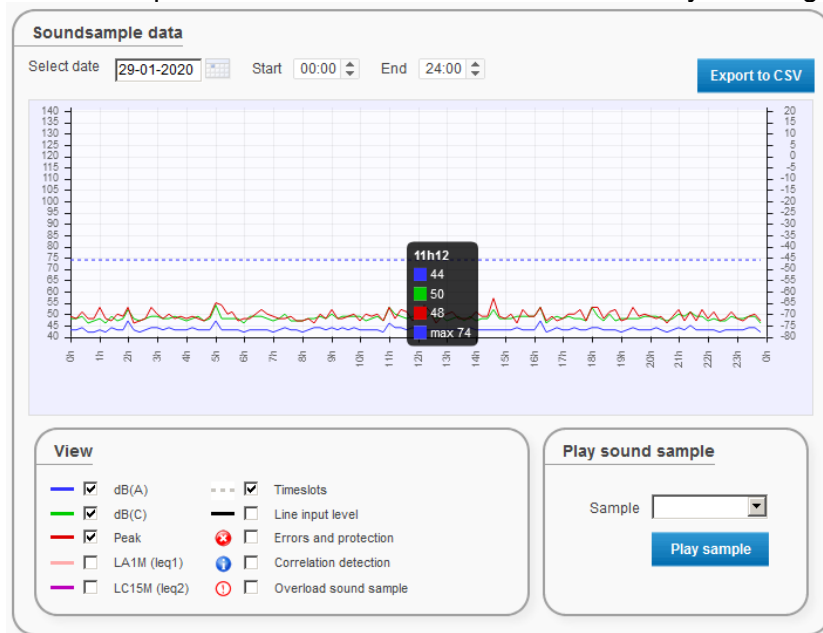 Soundsample data
Select date 29-01-2020 Start 00:00 End 24:00
Export to CSV
140 20
135 15
130 10
125 5
120 0
115 -5
110 -10
105 -15
100 -20
95 -25
90 -30
85 -35
80 -40
75 -45
70 -50
65 -55
60 -60
55 -65
50 -70
45 -75
40 -80
11h12
44
50
48
max 74
0h 1h 2h 3h 4h 5h 6h 7h 8h 9h 10h 11h 12h 13h 14h 15h 16h 17h 18h 19h 20h 21h 22h 23h 0h
View
dB(A) Timeslots
dB(C) Line input level
Peak Errors and protection
LA1M (leq1) Correlation detection
LC15M (leq2) Overload sound sample
Play sound sample
Sample
Play sample